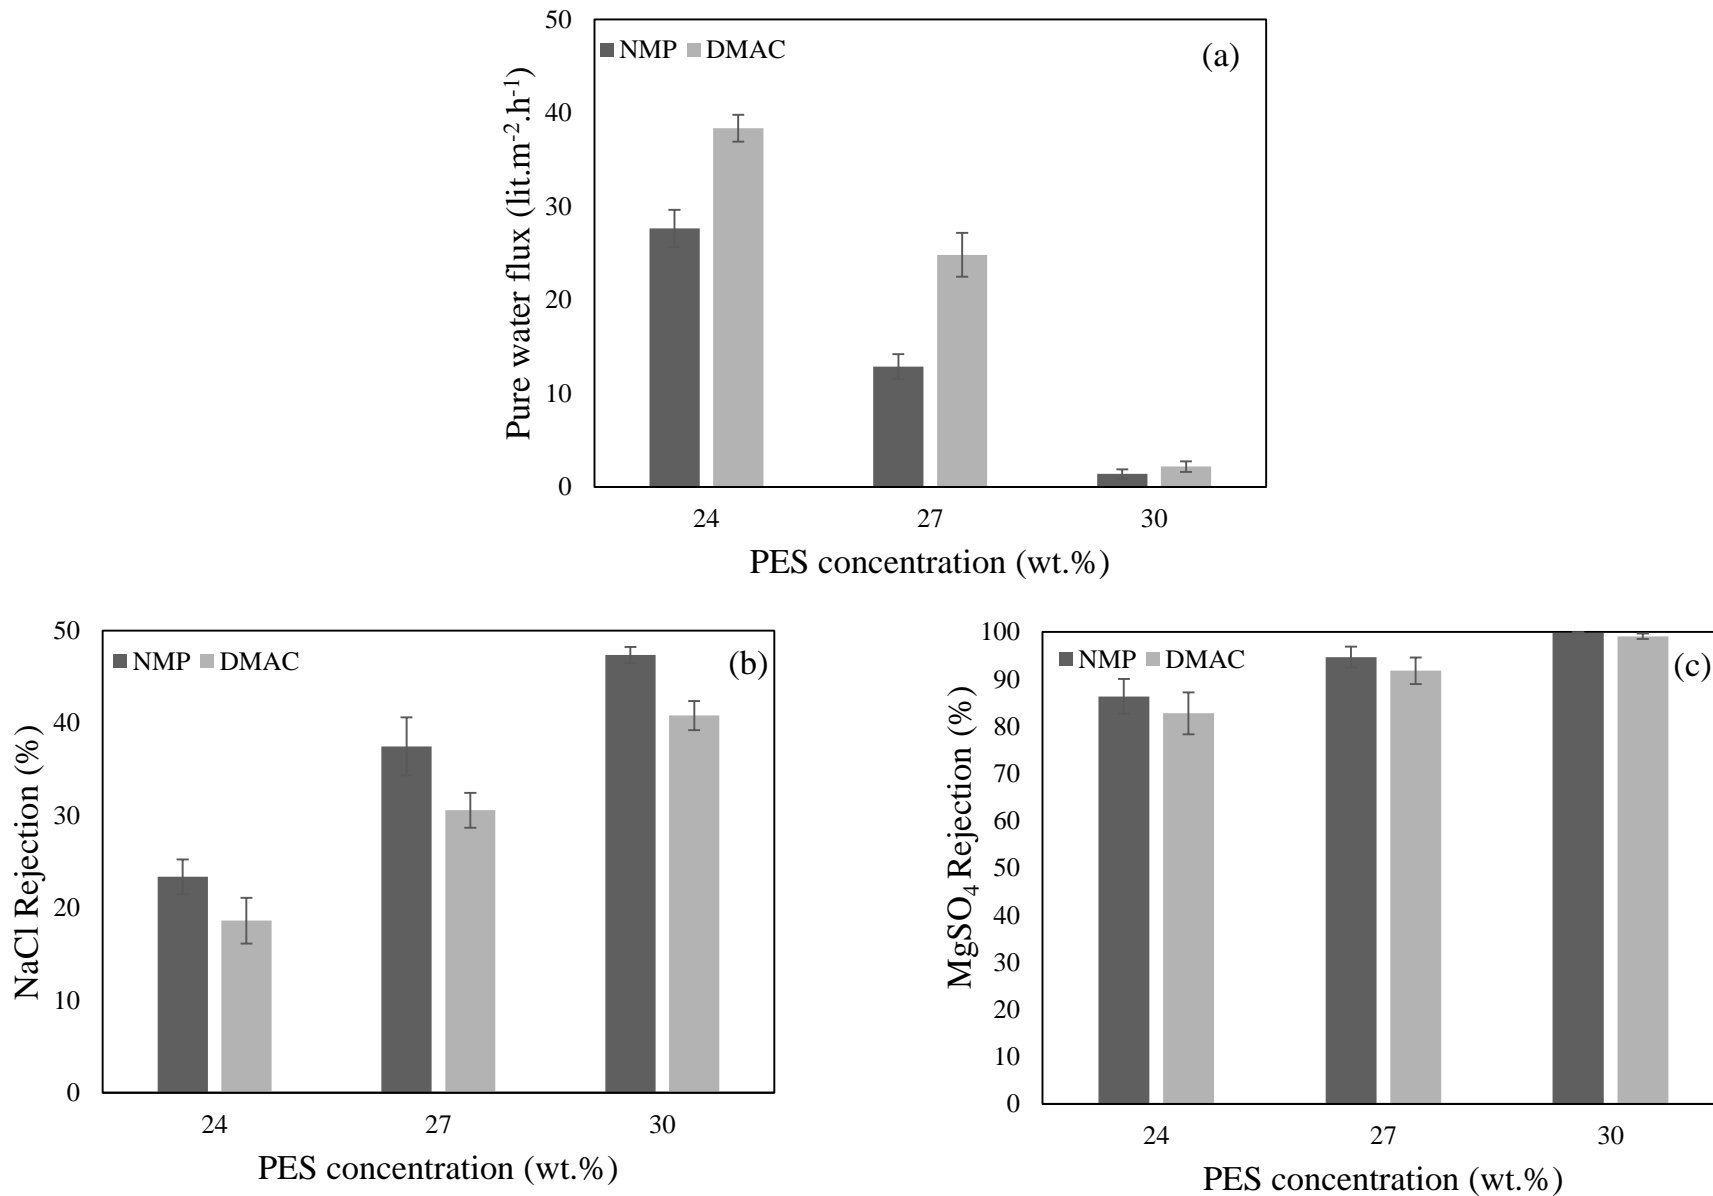 50
40
30
20
10
0
Pure water flux (lit.m⁻².h⁻¹)
NMP DMAC
(a)
24 27 30
PES concentration (wt.%)
50
40
30
20
10
0
NaCl Rejection (%)
NMP DMAC
(b)
24 27 30
PES concentration (wt.%)
100
90
80
70
60
50
40
30
20
10
0
MgSO₄ Rejection (%)
NMP DMAC
(c)
24 27 30
PES concentration (wt.%)